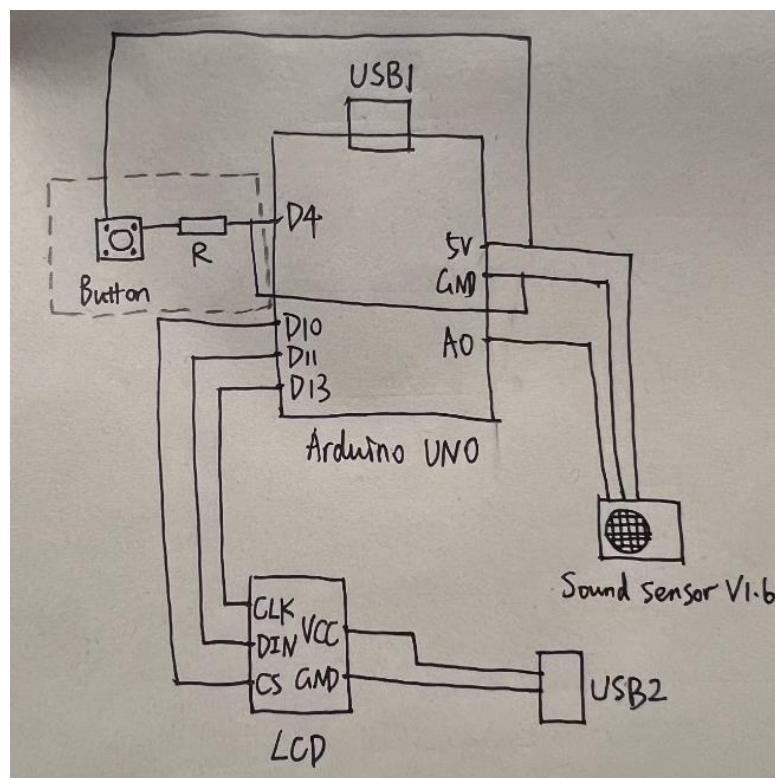 USB1
D4
R
Button
5V
GND
A0
D10
D11
D13
Arduino UNO
Sound Sensor V1.6
CLK
VCC
DIN
CS
GND
USB2
LCD